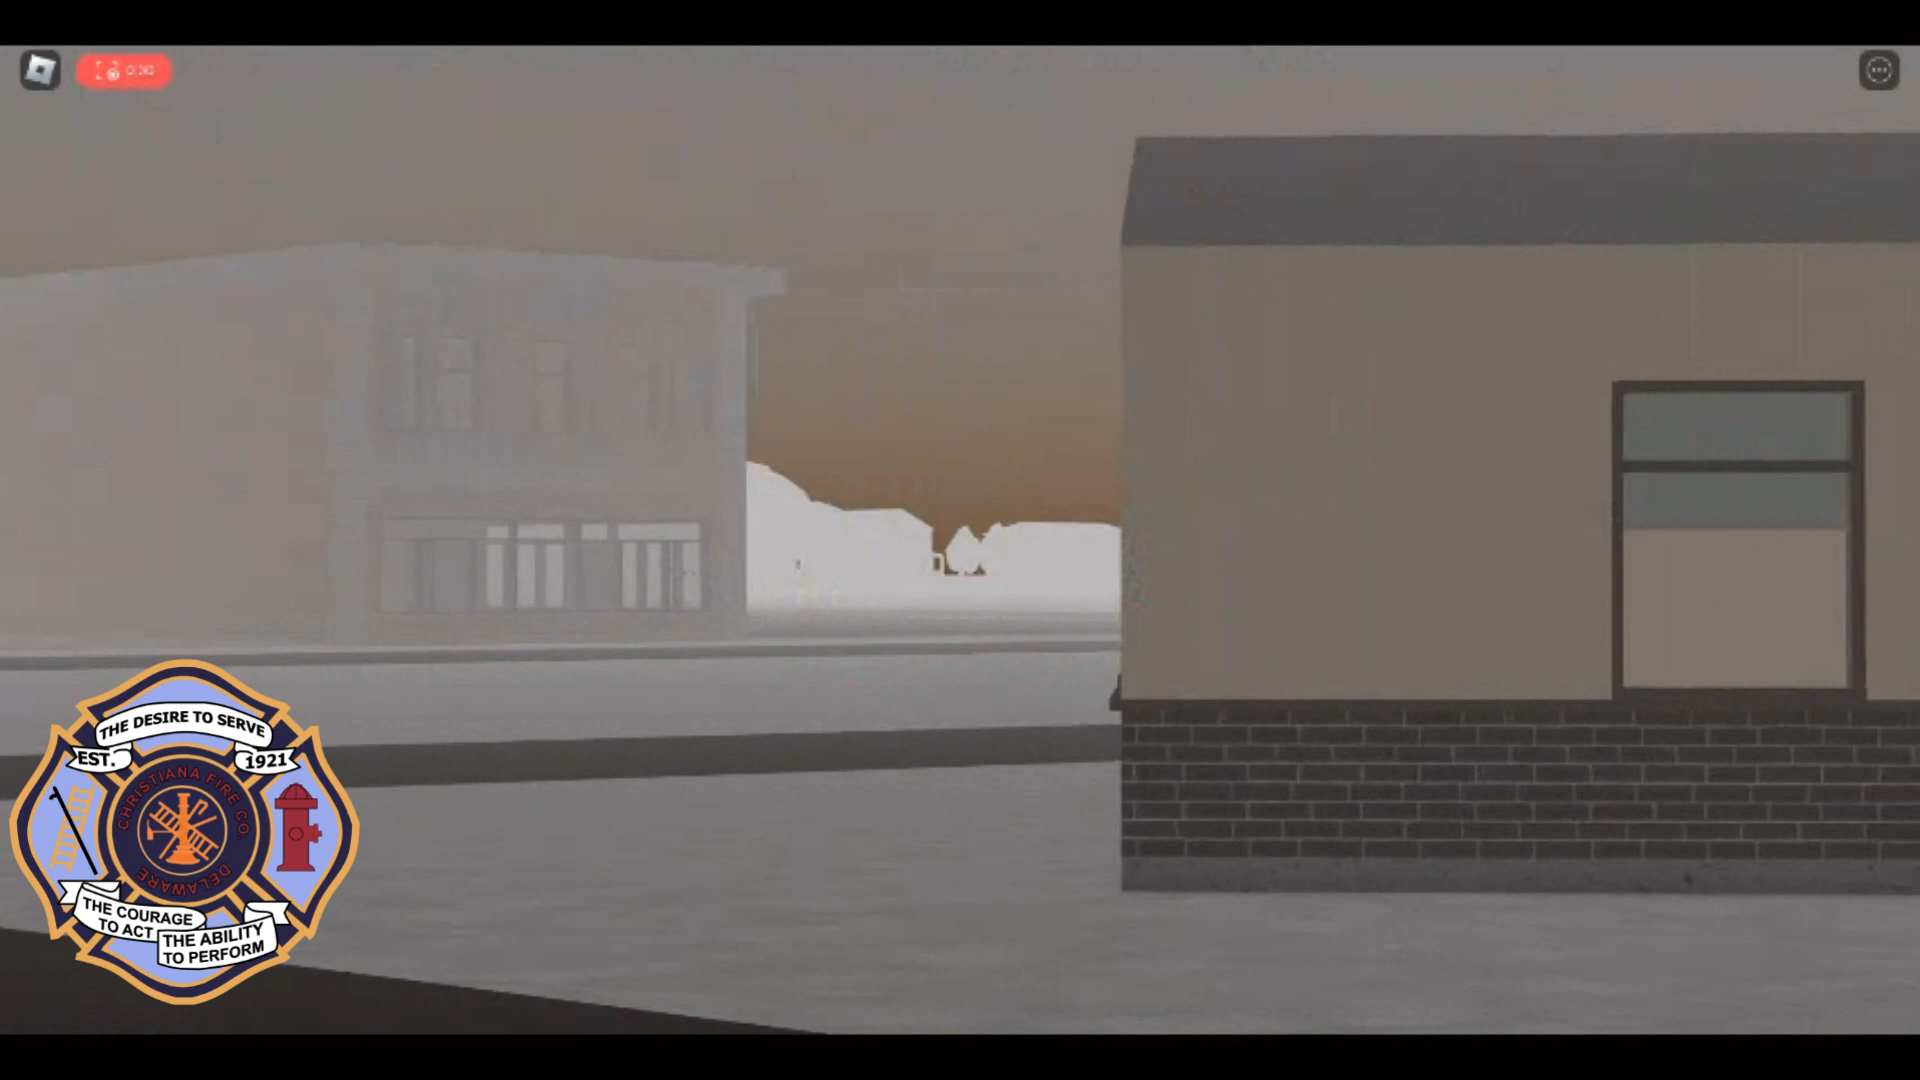 THE DESIRE TO SERVE
EST. 1921
CHRISTIANA FIRE CO.
DELAWARE
THE COURAGE
TO ACT
THE ABILITY
TO PERFORM